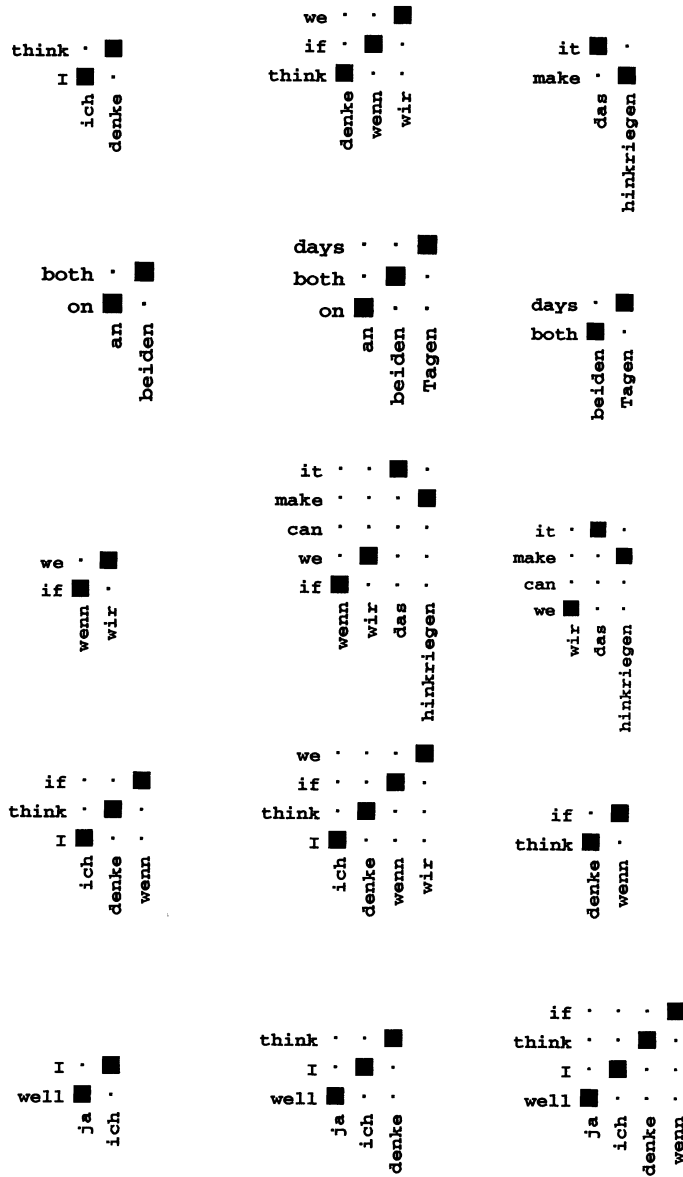 think
I
ich
denke
we
if
think
denke
wenn
wir
it
make
das
hinkriegen
both
on
an
beiden
days
both
on
an
beiden
Tagen
days
both
beiden
Tagen
we
if
wenn
wir
it
make
can
we
if
wenn
wir
das
hinkriegen
it
make
can
we
wir
das
hinkriegen
if
think
I
ich
denke
wenn
we
if
think
I
ich
denke
wenn
wir
if
think
denke
wenn
I
well
ja
ich
think
I
well
ja
ich
denke
if
think
I
well
ja
ich
denke
wenn